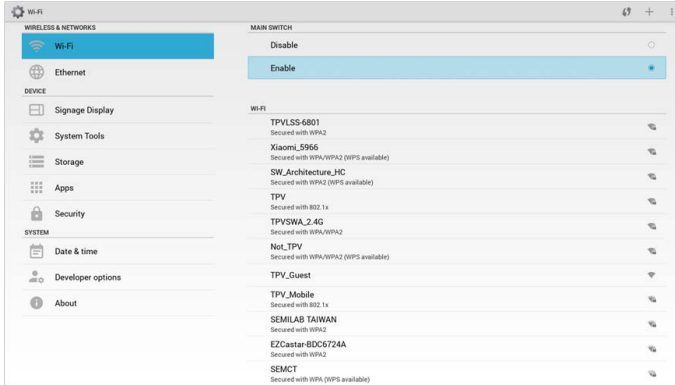 Wi-Fi
WIRELESS & NETWORKS
Wi-Fi
Ethernet
DEVICE
Signage Display
System Tools
Storage
Apps
Security
SYSTEM
Date & time
Developer options
About
MAIN SWITCH
Disable
Enable
WI-FI
TPVLSS-6801
Secured with WPA2
Xiaomi_5966
Secured with WPA/WPA2 (WPS available)
SW_Architecture_HC
Secured with WPA2 (WPS available)
TPV
Secured with 802.1x
TPVSWA_2.4G
Secured with WPA/WPA2
Not_TPV
Secured with WPA/WPA2 (WPS available)
TPV_Guest
TPV_Mobile
Secured with 802.1x
SEMILAB TAIWAN
Secured with WPA2
EZCastar-BDC6724A
Secured with WPA2
SEMCT
Secured with WPA (WPS available)